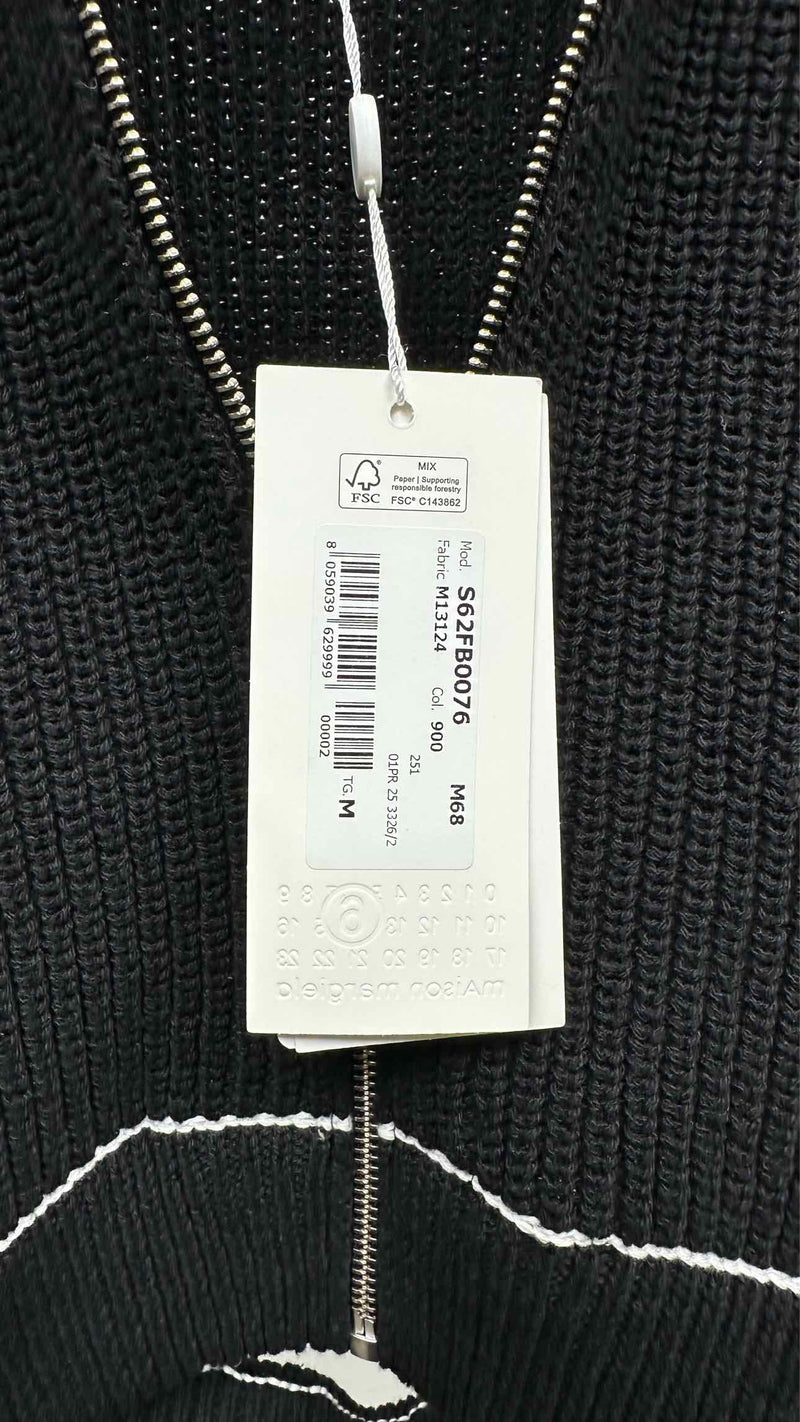 MIX
Paper | Supporting
responsible forestry
FSC® C143862
FSC®
Mod. S62FB0076 M68
Fabric M13124 Col. 900
251
01PR 25 3326/2
8 059039 629999 00002
TG. M
0 1 2 3 4 6 7 8 9
10 11 12 13 15 16
17 18 19 20 21 22 23
mAison margiela